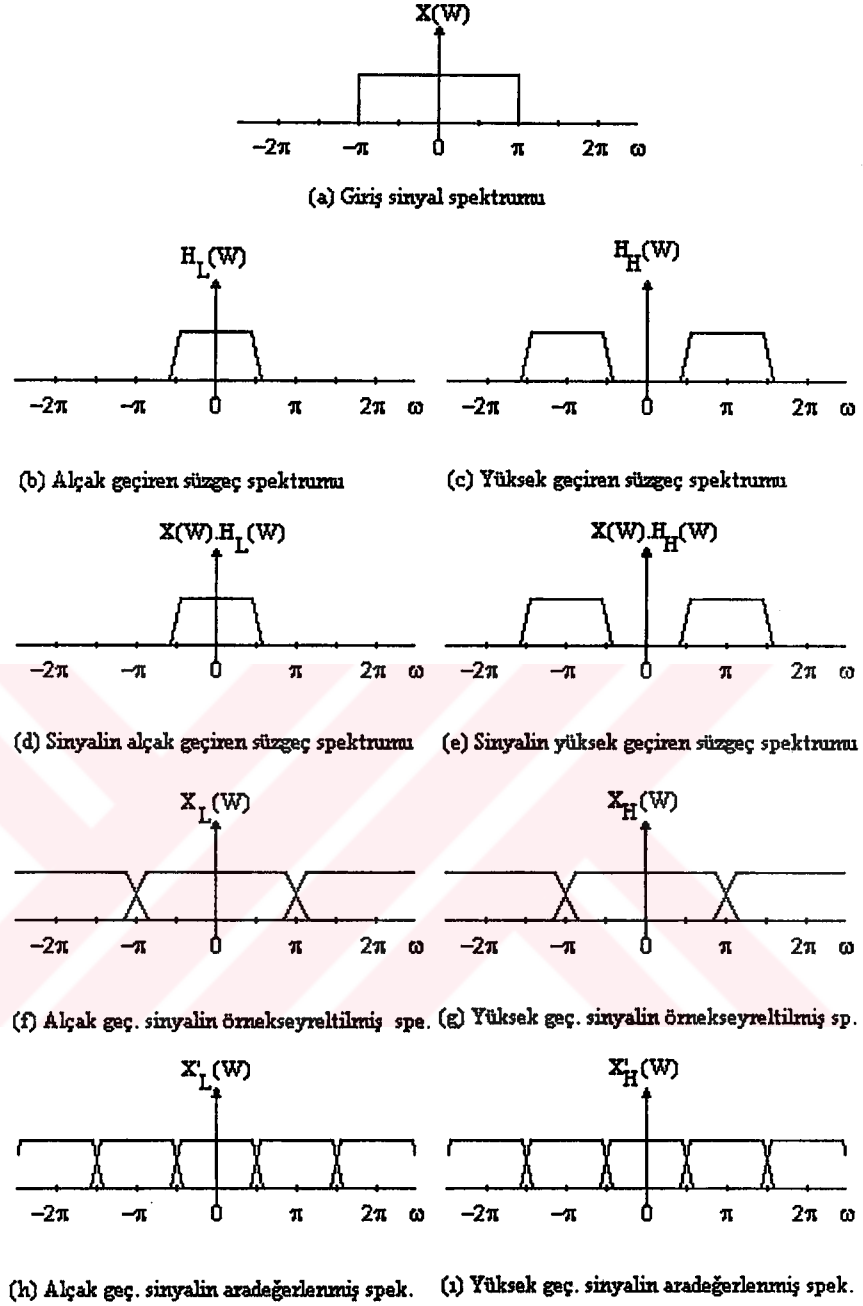 X(W)
−2π −π 0 π 2π ω
(a) Giriş sinyal spektrumu
H_L(W) H_H(W)
−2π −π 0 π 2π ω −2π −π 0 π 2π ω
(b) Alçak geçiren süzgeç spektrumu (c) Yüksek geçiren süzgeç spektrumu
X(W).H_L(W) X(W).H_H(W)
−2π −π 0 π 2π ω −2π −π 0 π 2π ω
(d) Sinyalin alçak geçiren süzgeç spektrumu (e) Sinyalin yüksek geçiren süzgeç spektrumu
X_L(W) X_H(W)
−2π −π 0 π 2π ω −2π −π 0 π 2π ω
(f) Alçak geç. sinyalin örnekseyreltilmiş spe. (g) Yüksek geç. sinyalin örnekseyreltilmiş sp.
X'_L(W) X'_H(W)
−2π −π 0 π 2π ω −2π −π 0 π 2π ω
(h) Alçak geç. sinyalin aradeğerlenmiş spek. (ı) Yüksek geç. sinyalin aradeğerlenmiş spek.